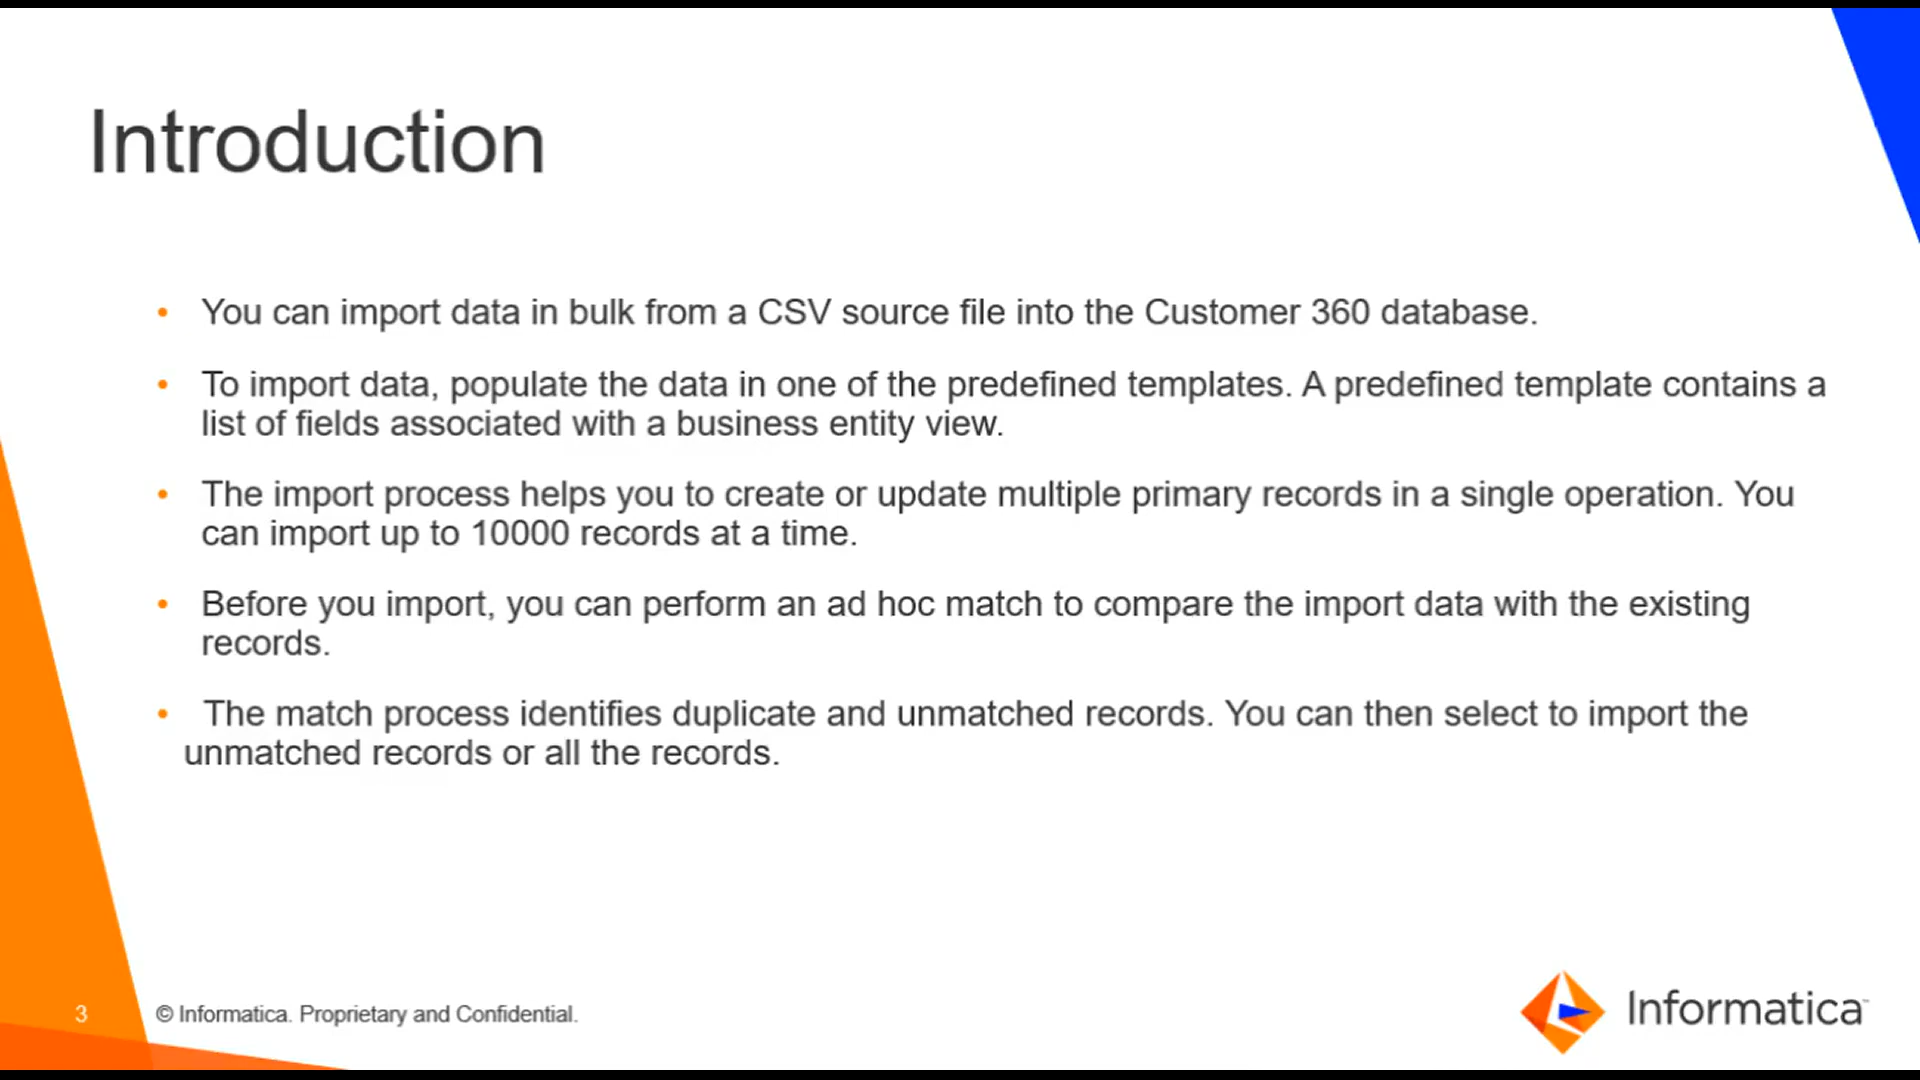 Introduction
• You can import data in bulk from a CSV source file into the Customer 360 database.
• To import data, populate the data in one of the predefined templates. A predefined template contains a
list of fields associated with a business entity view.
• The import process helps you to create or update multiple primary records in a single operation. You
can import up to 10000 records at a time.
• Before you import, you can perform an ad hoc match to compare the import data with the existing
records.
• The match process identifies duplicate and unmatched records. You can then select to import the
unmatched records or all the records.
3
© Informatica. Proprietary and Confidential.
Informatica™